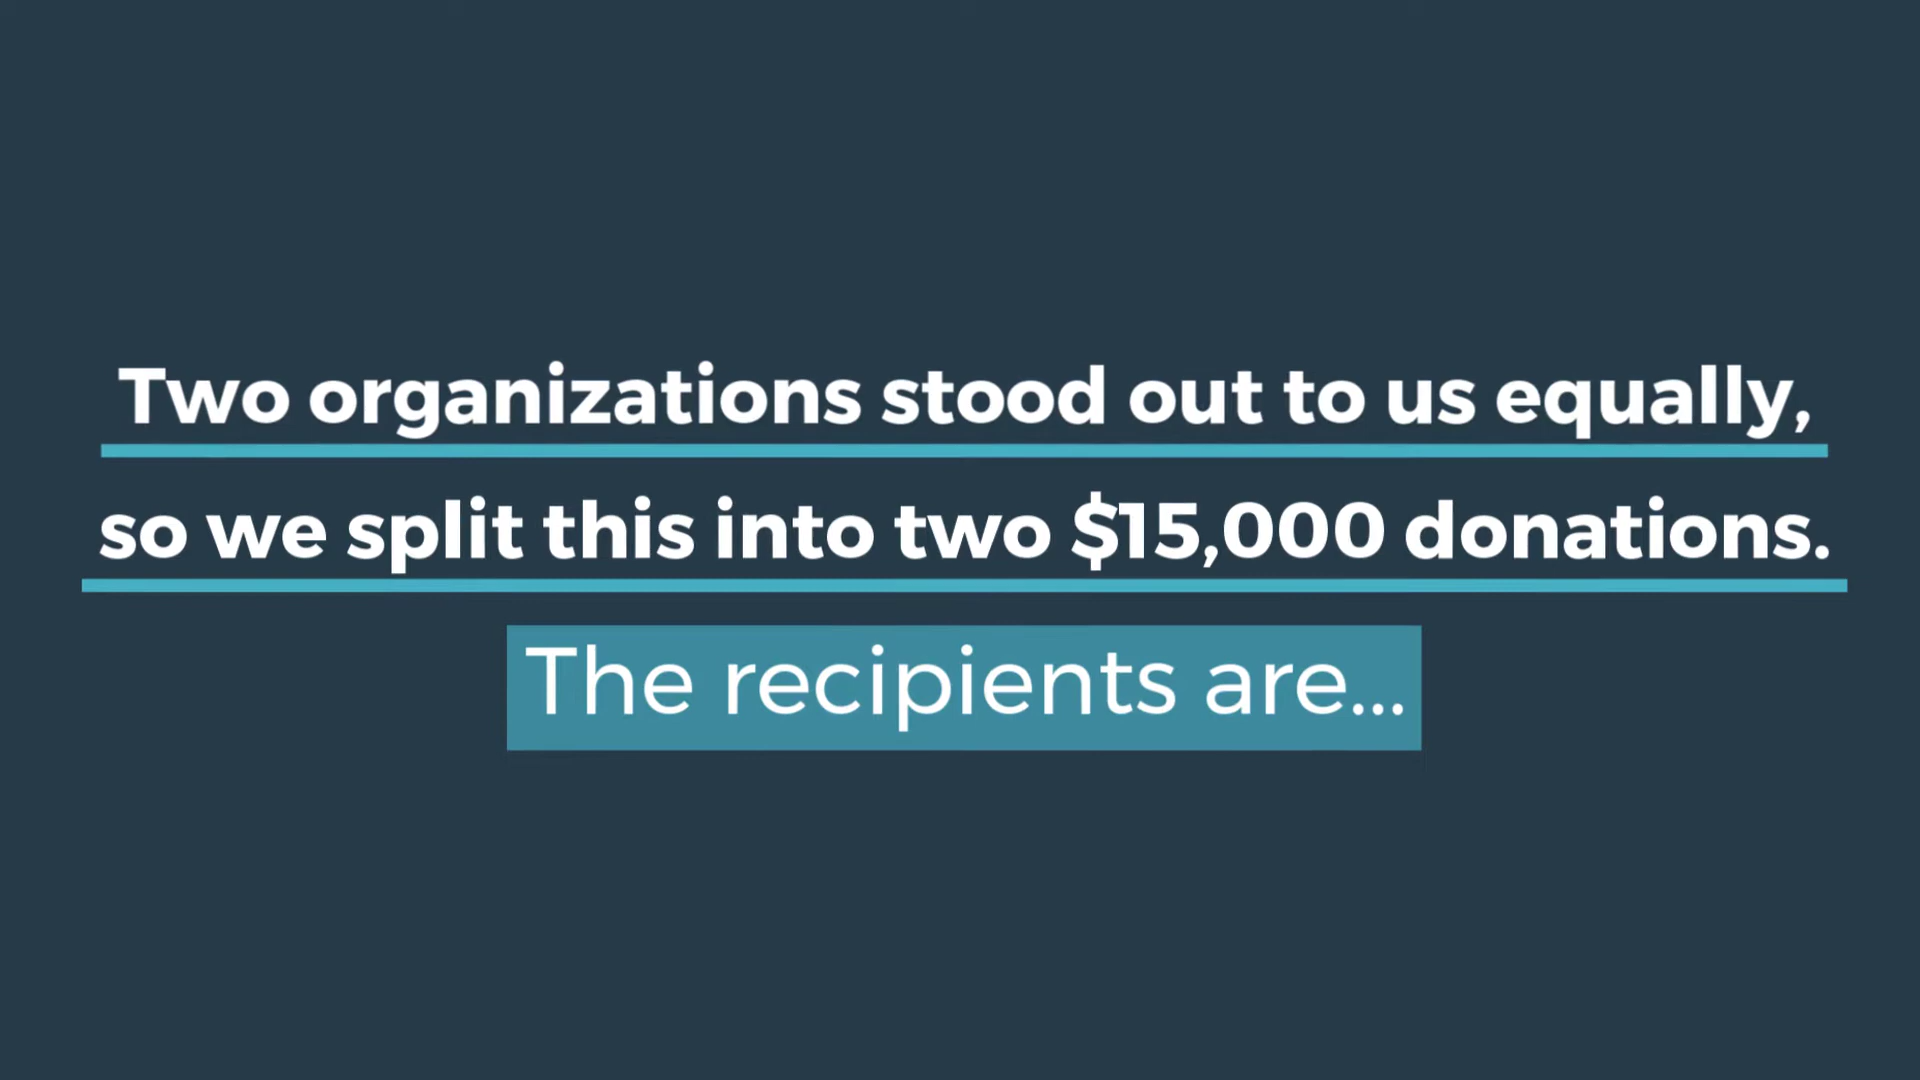 Two organizations stood out to us equally,
so we split this into two $15,000 donations.
The recipients are...